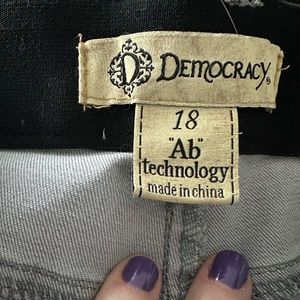 D DEMOCRACY®
18
"Ab"
technology
made in china